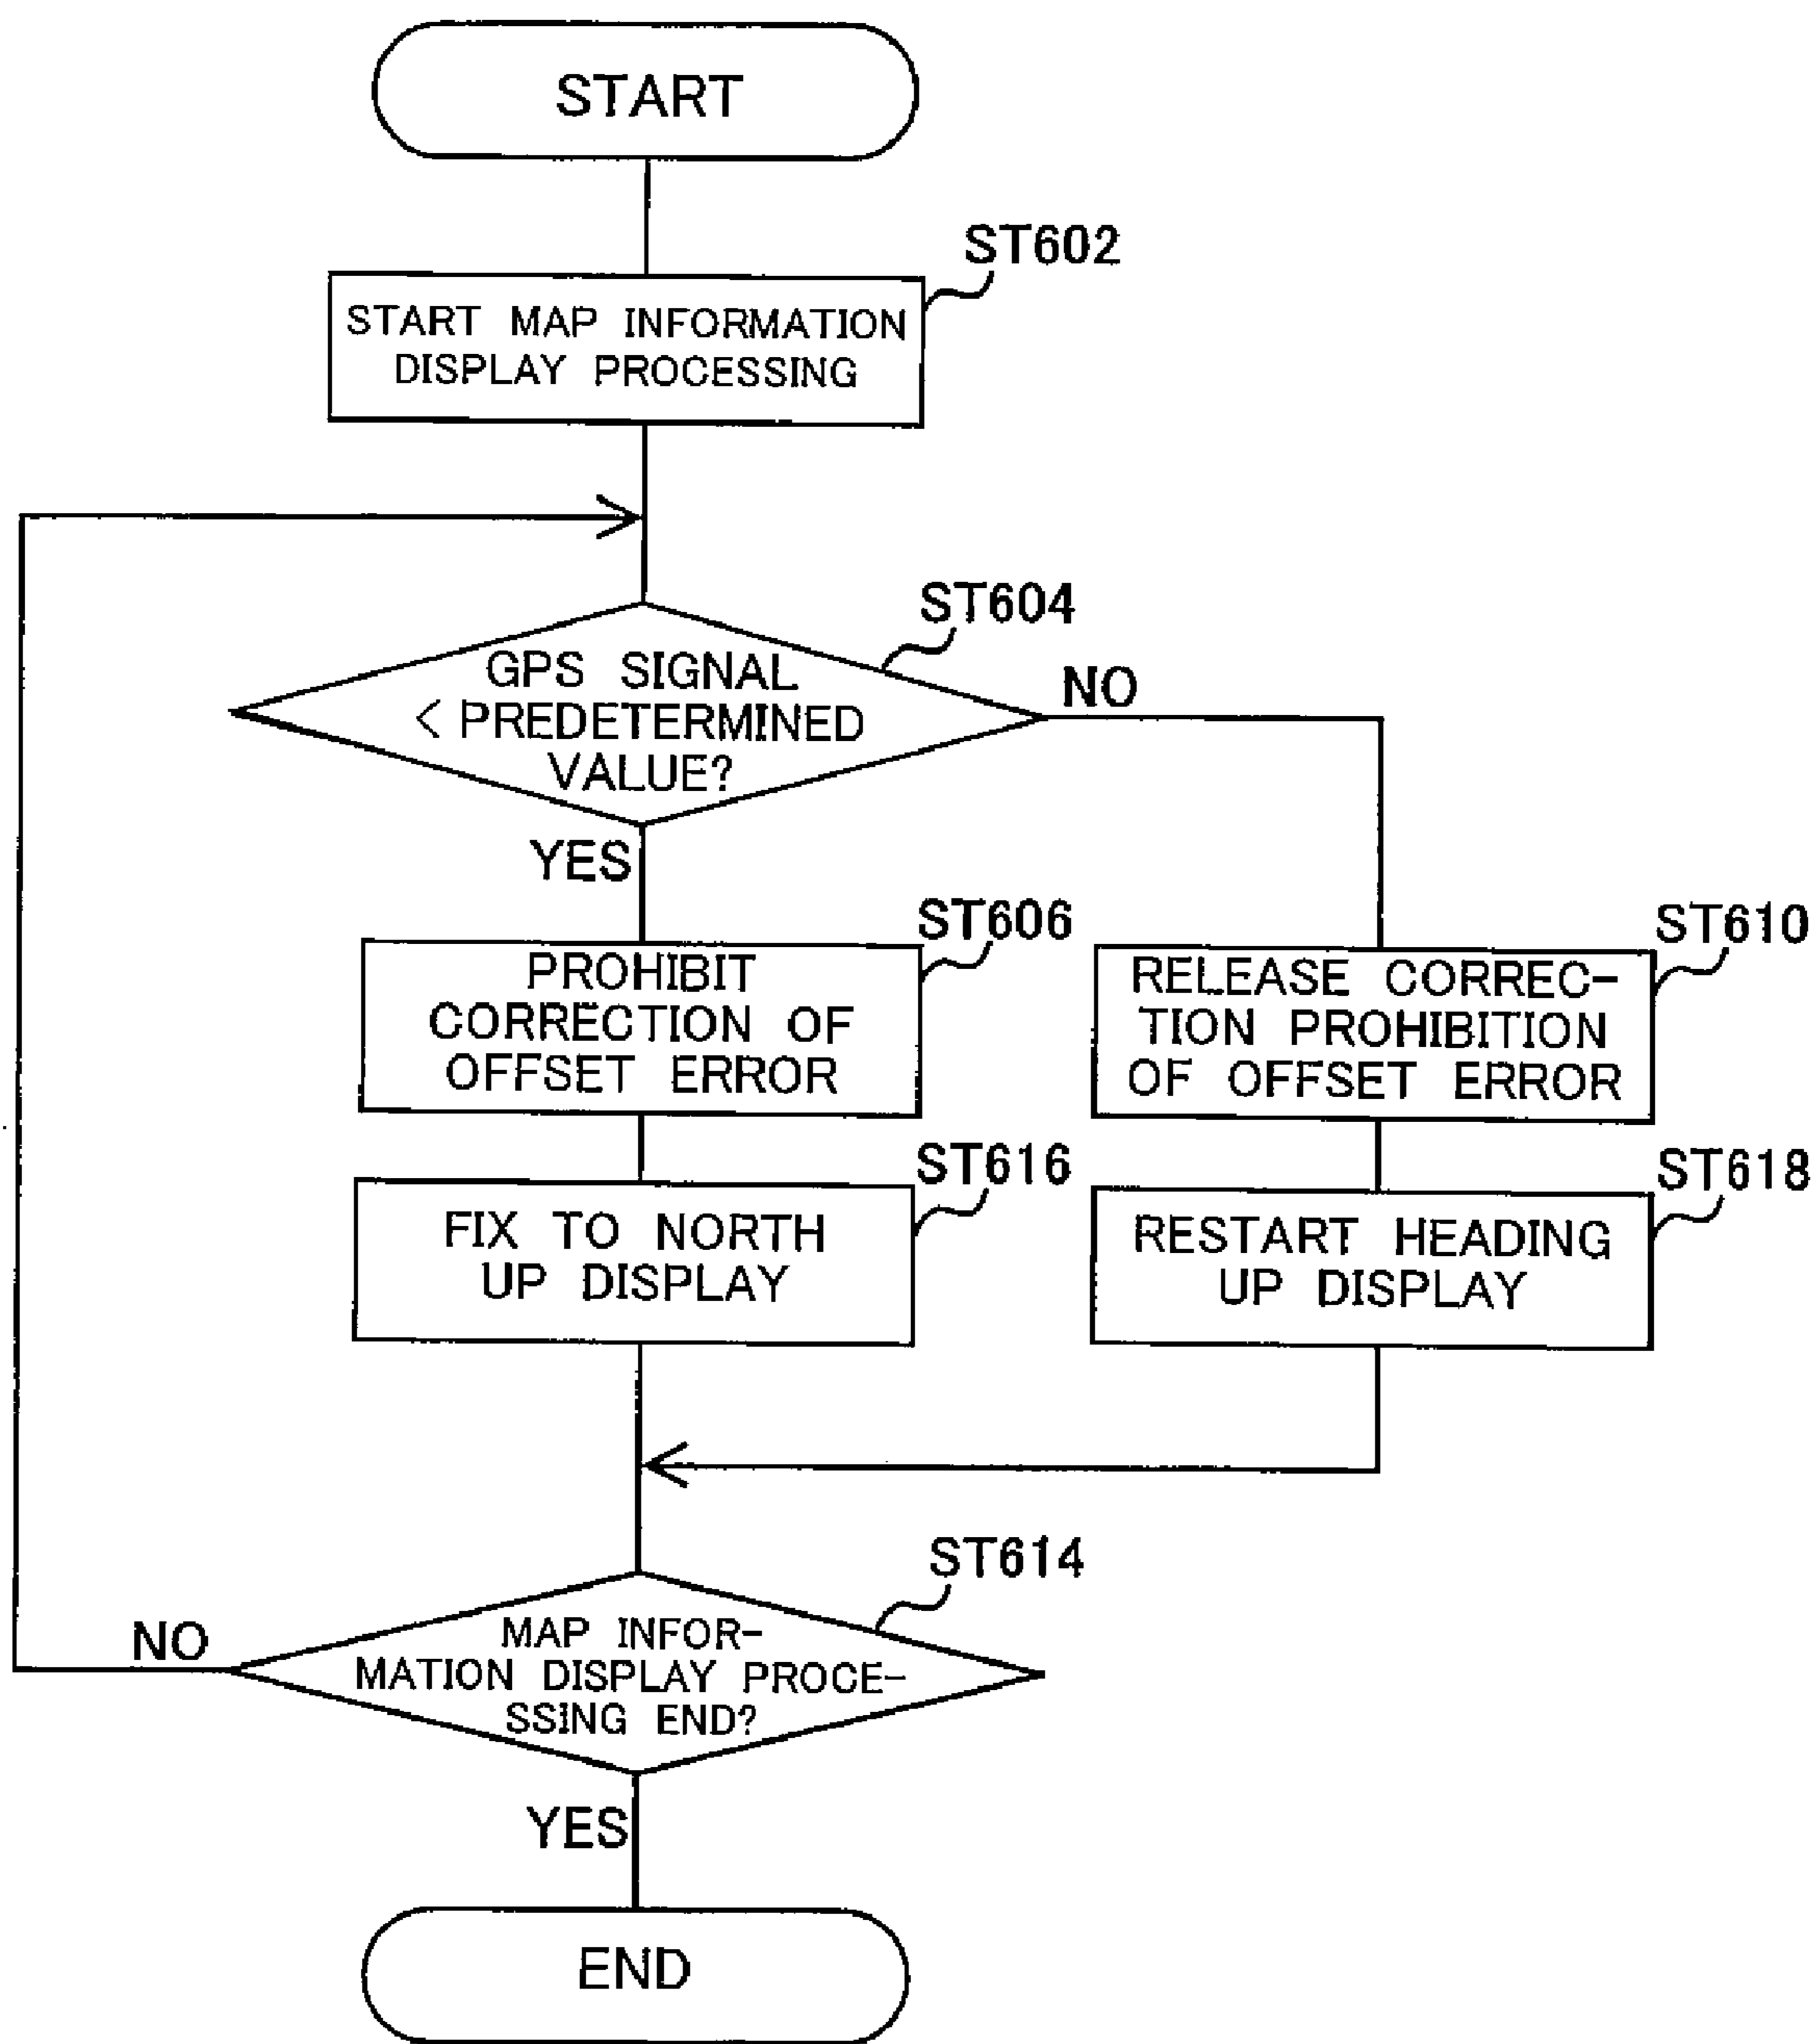 START
ST602
START MAP INFORMATION
DISPLAY PROCESSING
ST604
GPS SIGNAL
< PREDETERMINED
VALUE?
NO
YES
ST606
PROHIBIT
CORRECTION OF
OFFSET ERROR
ST610
RELEASE CORREC-
TION PROHIBITION
OF OFFSET ERROR
ST616
FIX TO NORTH
UP DISPLAY
ST618
RESTART HEADING
UP DISPLAY
ST614
MAP INFOR-
MATION DISPLAY PROCE-
SSING END?
NO
YES
END